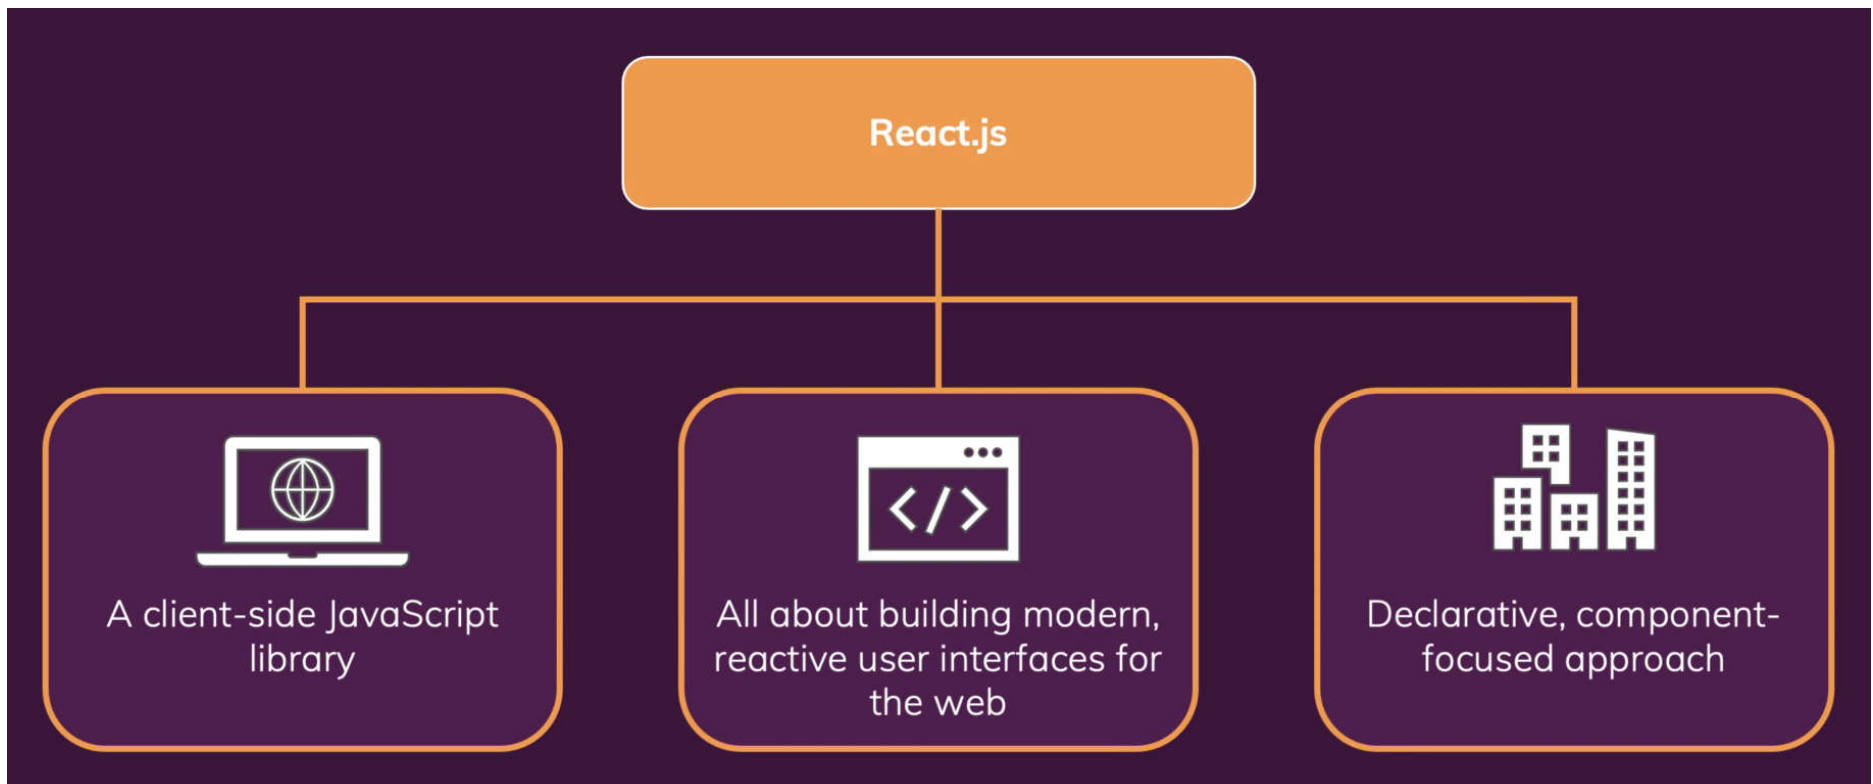 React.js
A client-side JavaScript
library
All about building modern,
reactive user interfaces for
the web
Declarative, component-
focused approach